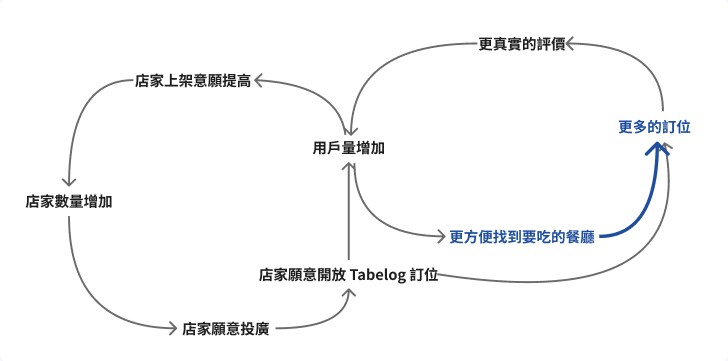 更真實的評價
店家上架意願提高
更多的訂位
用戶量增加
店家數量增加
更方便找到要吃的餐廳
店家願意開放 Tabelog 訂位
店家願意投廣